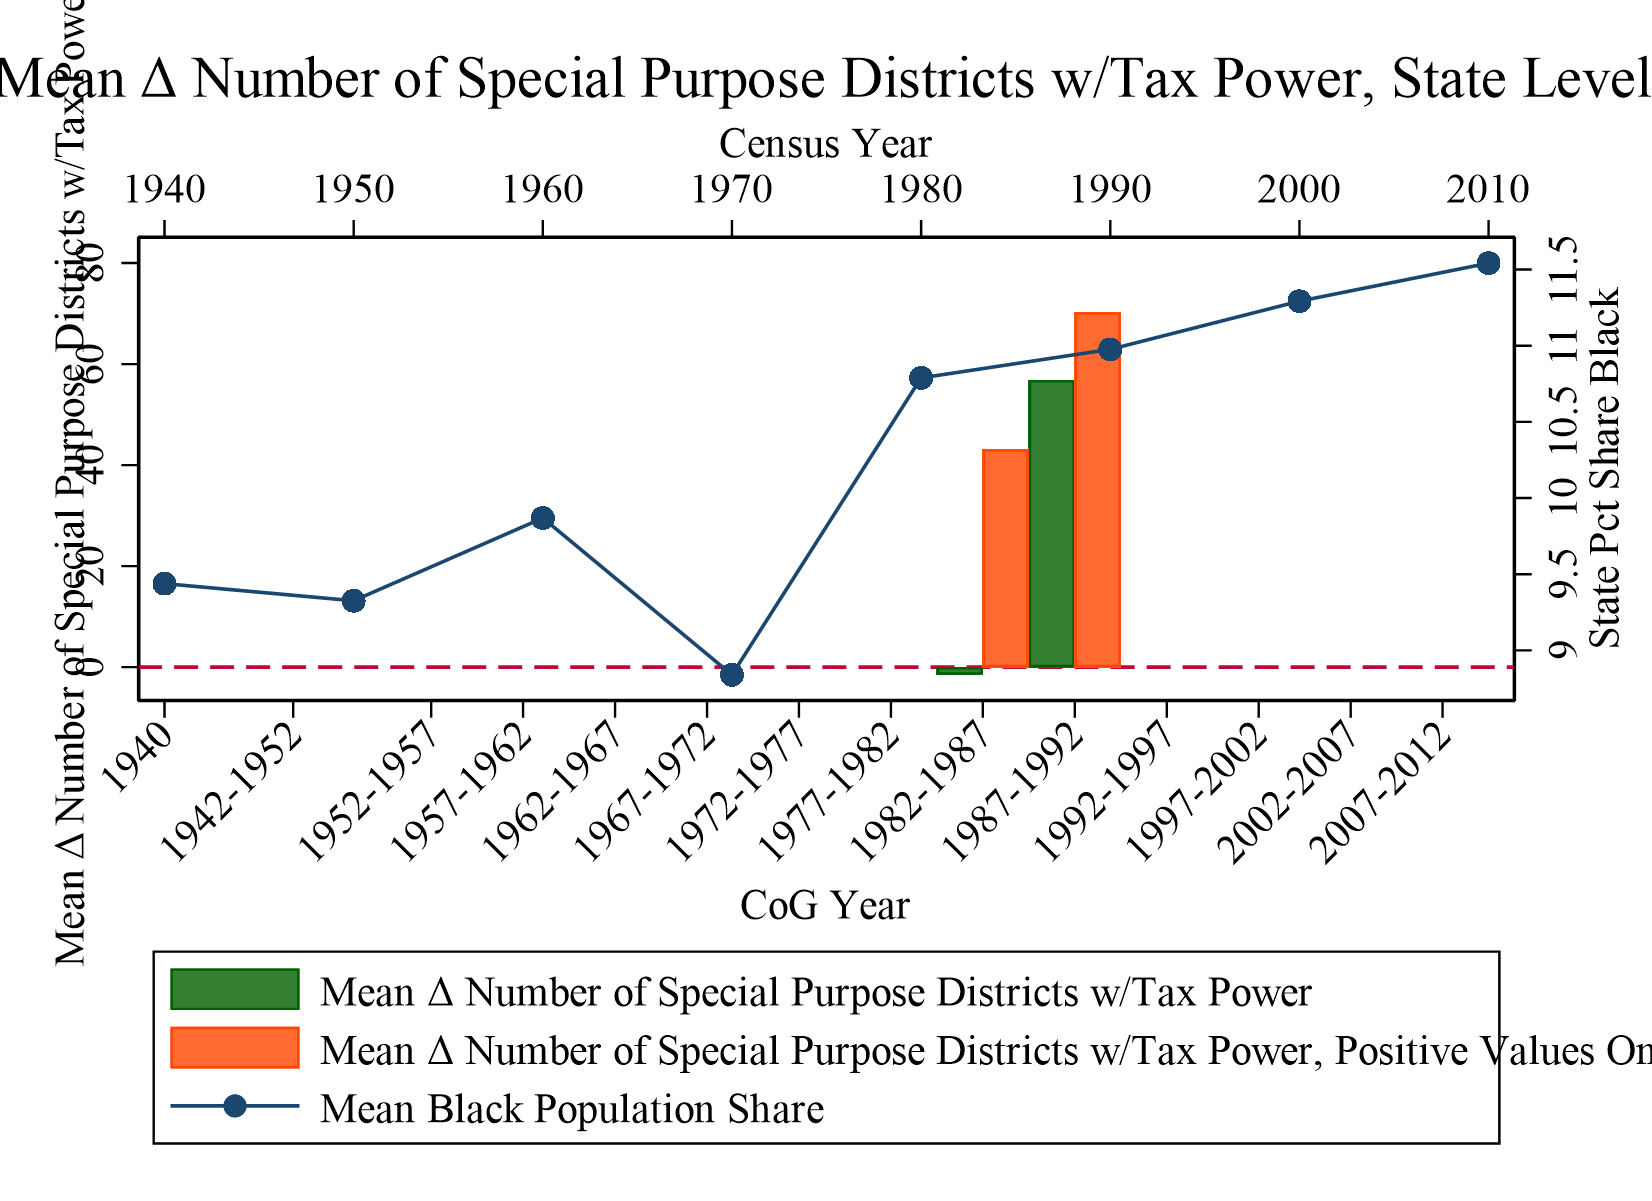 Mean Δ Number of Special Purpose Districts w/Tax Power, State Level
Census Year
1940 1950 1960 1970 1980 1990 2000 2010
Mean Δ Number of Special Purpose Districts w/Tax Powe
80
60
40
20
0
11.5
11
10.5
10
9.5
9
State Pct Share Black
1940 1942-1952 1952-1957 1957-1962 1962-1967 1967-1972 1972-1977 1977-1982 1982-1987 1987-1992 1992-1997 1997-2002 2002-2007 2007-2012
CoG Year
Mean Δ Number of Special Purpose Districts w/Tax Power
Mean Δ Number of Special Purpose Districts w/Tax Power, Positive Values On
Mean Black Population Share